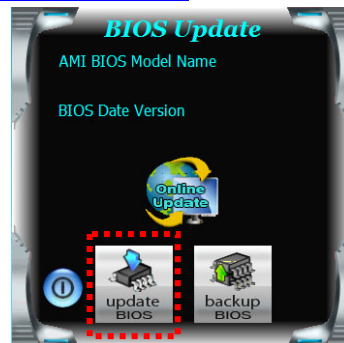 BIOS Update
AMI BIOS Model Name
BIOS Date Version
Online
Update
update
BIOS
backup
BIOS